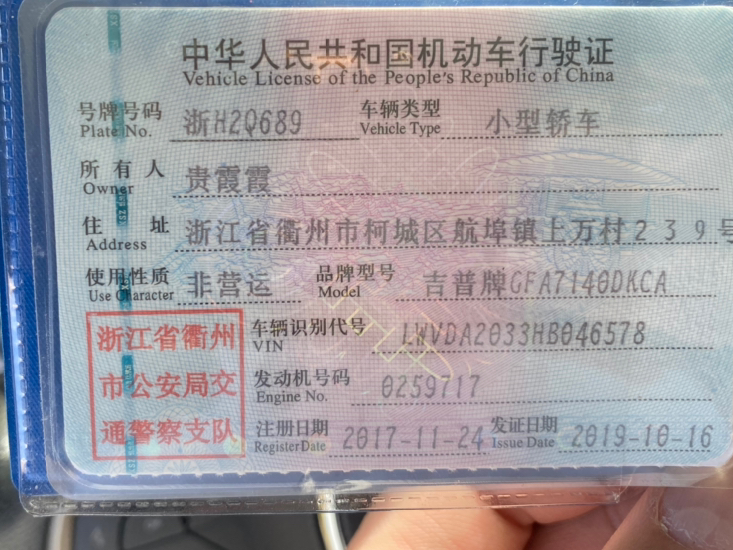 中华人民共和国机动车行驶证
Vehicle License of the People's Republic of China
号牌号码 浙H2Q689 车辆类型 小型轿车
Plate No. Vehicle Type
所有人 贵霞霞
Owner
住址 浙江省衢州市柯城区航埠镇上万村239号
Address
使用性质 非营运 品牌型号 吉普牌GFA7140DKCA
Use Character Model
浙江省衢州
市公安局交
通警察支队
车辆识别代号 LWVDA2033HB046578
VIN
发动机号码 0259717
Engine No.
注册日期 2017-11-24 发证日期 2019-10-16
Register Date Issue Date